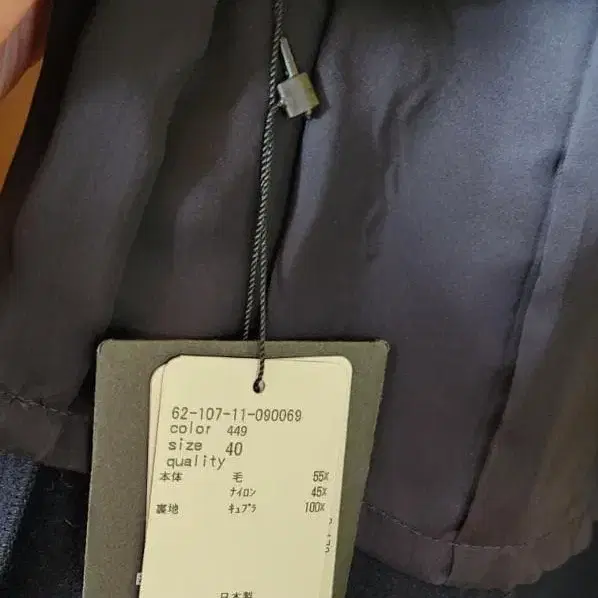 62-107-11-090069
color 449
size 40
quality
本体 毛 55%
ナイロン 45%
裏地 キュプラ 100%
日本製